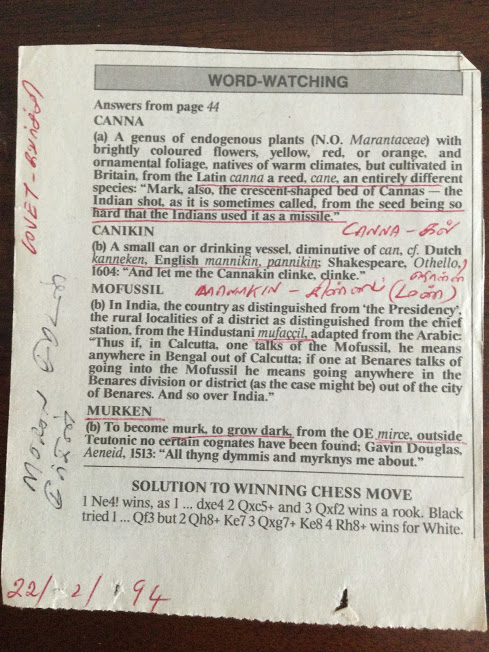 WORD-WATCHING
Answers from page 44
CANNA
(a) A genus of endogenous plants (N.O. Marantaceae) with
brightly coloured flowers, yellow, red, or orange, and
ornamental foliage, natives of warm climates, but cultivated in
Britain, from the Latin canna a reed, cane, an entirely different
species: "Mark, also, the crescent-shaped bed of Cannas — the
Indian shot, as it is sometimes called, from the seed being so
hard that the Indians used it as a missile."
CANNA - கல்
CANIKIN
(b) A small can or drinking vessel, diminutive of can, cf. Dutch
kanneken, English mannikin, pannikin; Shakespeare, Othello,
1604: "And let me the Cannakin clinke, clinke."
MOFUSSIL
(மண்)
(b) In India, the country as distinguished from 'the Presidency',
the rural localities of a district as distinguished from the chief
station, from the Hindustani mufaççil, adapted from the Arabic:
"Thus if, in Calcutta, one talks of the Mofussil, he means
anywhere in Bengal out of Calcutta; if one at Benares talks of
going into the Mofussil he means going anywhere in the
Benares division or district (as the case might be) out of the city
of Benares. And so over India."
MURKEN
(b) To become murk, to grow dark, from the OE mirce, outside
Teutonic no certain cognates have been found; Gavin Douglas,
Aeneid, 1513: "All thyng dymmis and myrknys me about."
SOLUTION TO WINNING CHESS MOVE
1 Ne4! wins, as 1 ... dxe4 2 Qxc5+ and 3 Qxf2 wins a rook. Black
tried 1 ... Qf3 but 2 Qh8+ Ke7 3 Qxg7+ Ke8 4 Rh8+ wins for White.
22/-2/94